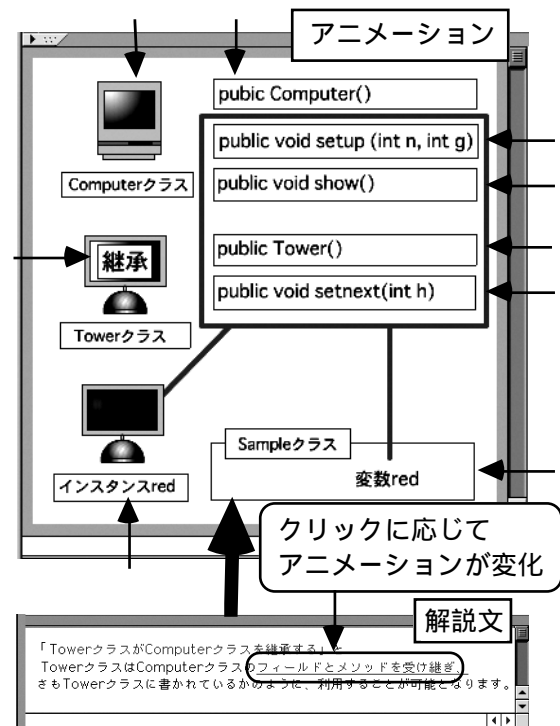 アニメーション
pubic Computer()
public void setup (int n, int g)
Computerクラス
public void show()
継承
public Tower()
public void setnext(int h)
Towerクラス
Sampleクラス
インスタンスred
変数red
クリックに応じて
アニメーションが変化
解説文
「TowerクラスがComputerクラスを継承する」と
TowerクラスはComputerクラスのフィールドとメソッドを受け継ぎ、
さもTowerクラスに書かれているかのように、利用することが可能となります。